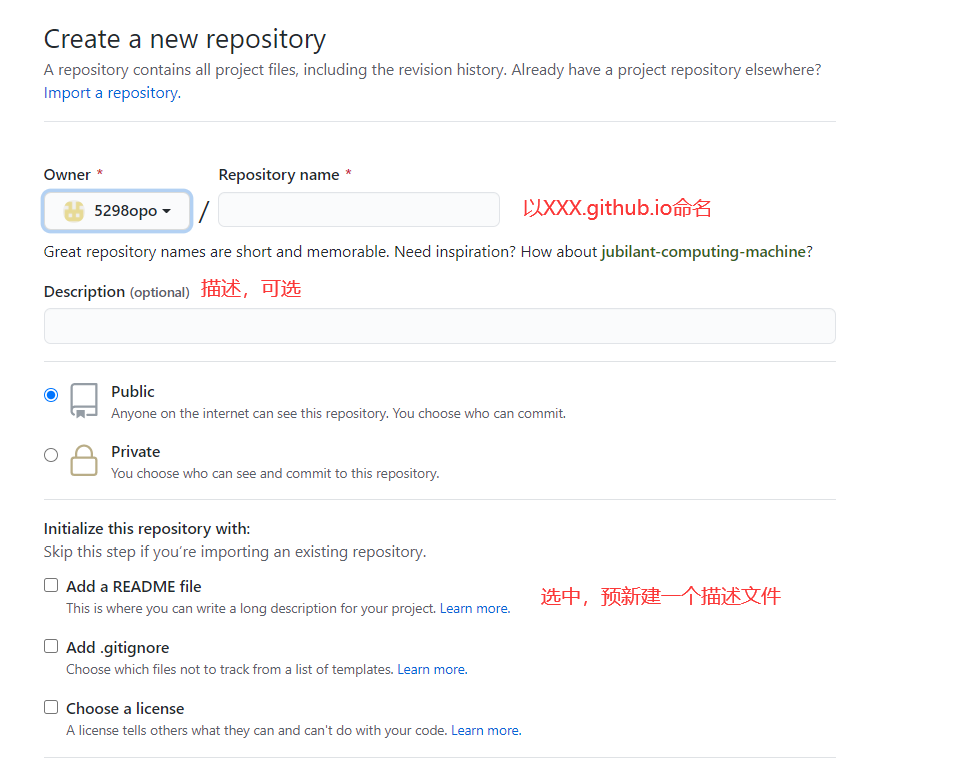 Create a new repository
A repository contains all project files, including the revision history. Already have a project repository elsewhere?
Import a repository.
Owner * Repository name *
5298opo / 以XXX.github.io命名
Great repository names are short and memorable. Need inspiration? How about jubilant-computing-machine?
Description (optional) 描述，可选
Public
Anyone on the internet can see this repository. You choose who can commit.
Private
You choose who can see and commit to this repository.
Initialize this repository with:
Skip this step if you’re importing an existing repository.
Add a README file
This is where you can write a long description for your project. Learn more. 选中，预新建一个描述文件
Add .gitignore
Choose which files not to track from a list of templates. Learn more.
Choose a license
A license tells others what they can and can't do with your code. Learn more.